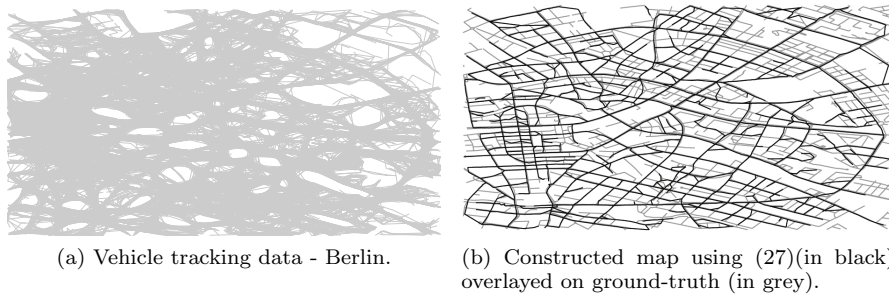 (a) Vehicle tracking data - Berlin.
(b) Constructed map using (27)(in black)
overlayed on ground-truth (in grey).